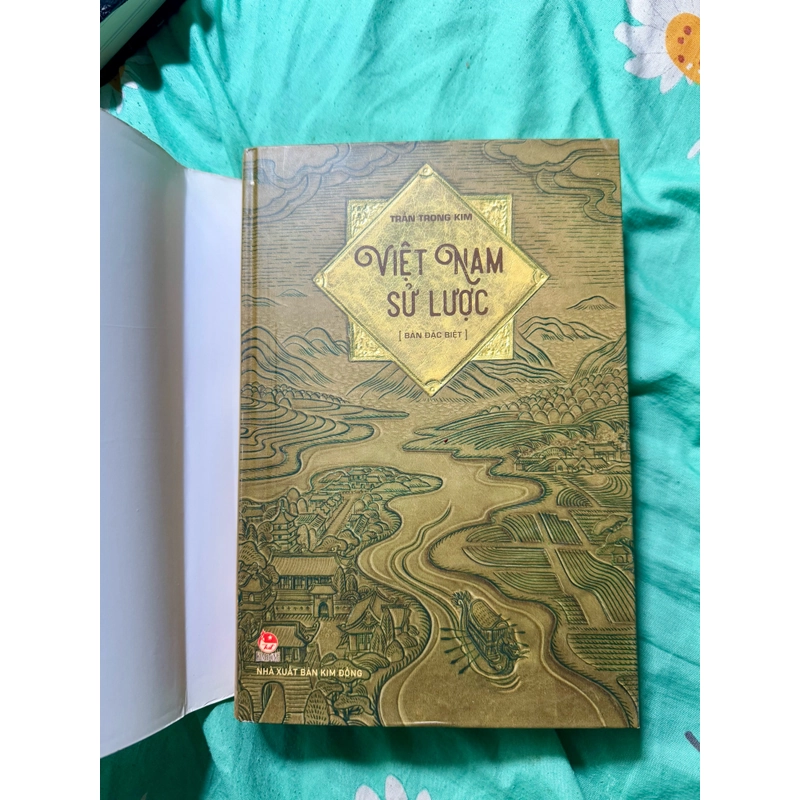 TRẦN TRỌNG KIM
VIỆT NAM
SỬ LƯỢC
[ BẢN ĐẶC BIỆT ]
NHÀ XUẤT BẢN KIM ĐỒNG